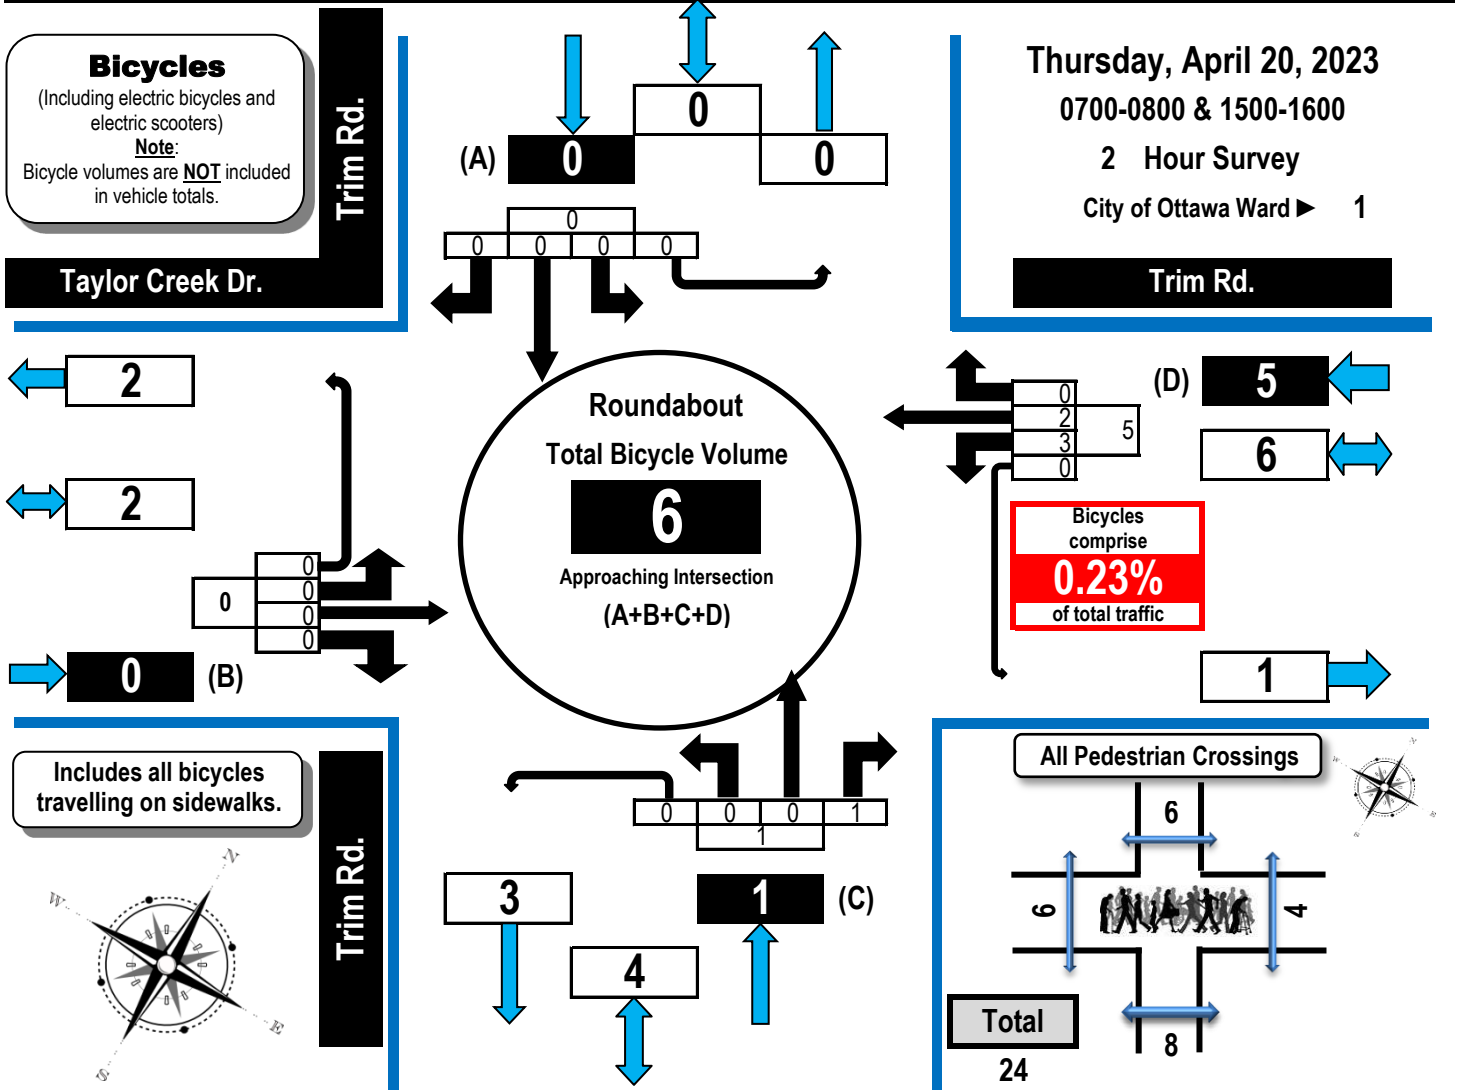 Bicycles
(Including electric bicycles and
electric scooters)
Note:
Bicycle volumes are NOT included
in vehicle totals.
Trim Rd.
Taylor Creek Dr.
(A)
0
0
0
0
0 0 0 0
Thursday, April 20, 2023
0700-0800 & 1500-1600
2 Hour Survey
City of Ottawa Ward ► 1
Trim Rd.
2
2
0
0
0
0
0
0 (B)
Roundabout
Total Bicycle Volume
6
Approaching Intersection
(A+B+C+D)
(D) 5
0
2
3
0
5
6
Bicycles
comprise
0.23%
of total traffic
1
Includes all bicycles
travelling on sidewalks.
Trim Rd.
N
W
E
S
0 0 0 1
1
3
4
1 (C)
All Pedestrian Crossings
N
W
E
S
6
6
4
8
Total
24